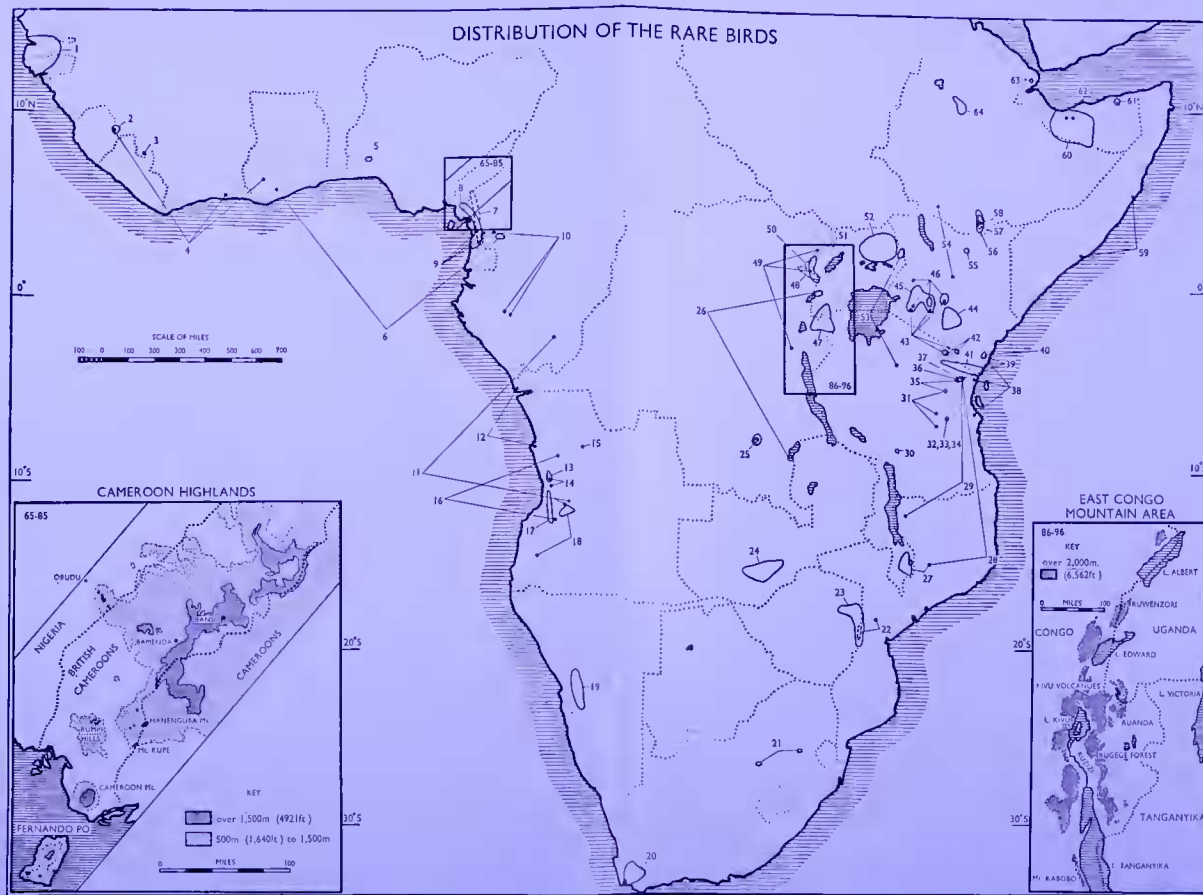 DISTRIBUTION OF THE RARE BIRDS
10°N
10°N
0°
10°S
10°S
20°S
20°S
30°S
30°S
SCALE OF MILES
100 0 100 200 300 400 500 600 700
2
3
4
5
65-85
8
7
9
10
6
11
12
13
14
15
16
17
18
19
20
21
22
23
24
25
26
27
28
29
30
31
32,33,34
35
36
37
38
39
40
41
42
43
44
45
46
47
48
49
50
51
52
53
54
55
56
57
58
59
60
61
62
63
64
86-96
CAMEROON HIGHLANDS
65-85
OBUDU
NIGERIA
BRITISH CAMEROONS
BAMENDA
BANSO
CAMEROONS
MANENGUBA Mt
RUMPI HILLS
Mt. KUPE
CAMEROON Mt.
FERNANDO PO
KEY
over 1,500m (4921ft)
500m (1,640ft) to 1,500m
0 MILES 100
EAST CONGO
MOUNTAIN AREA
86-96
KEY
over 2,000m.
(6,562ft)
0 MILES 100
L. ALBERT
RUWENZORI
CONGO
UGANDA
L. EDWARD
KIVU VOLCANOES
L. VICTORIA
L. KIVU
RUANDA
RUGEGE FOREST
TANGANYIKA
L. TANGANYIKA
Mt. KABOBO